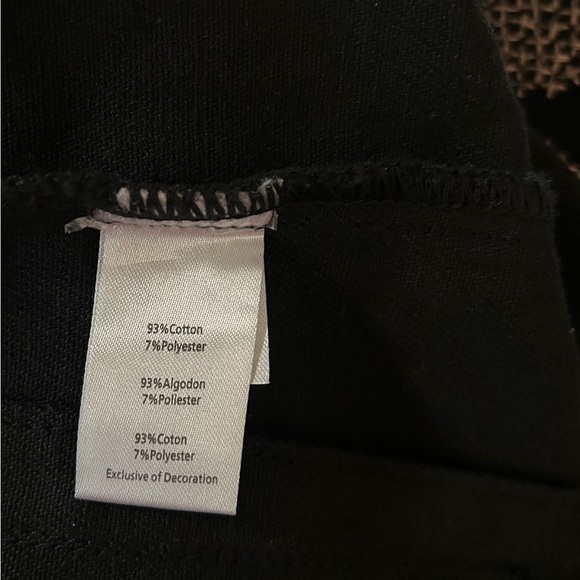 93%Cotton
7%Polyester
93%Algodon
7%Poliester
93%Coton
7%Polyester
Exclusive of Decoration